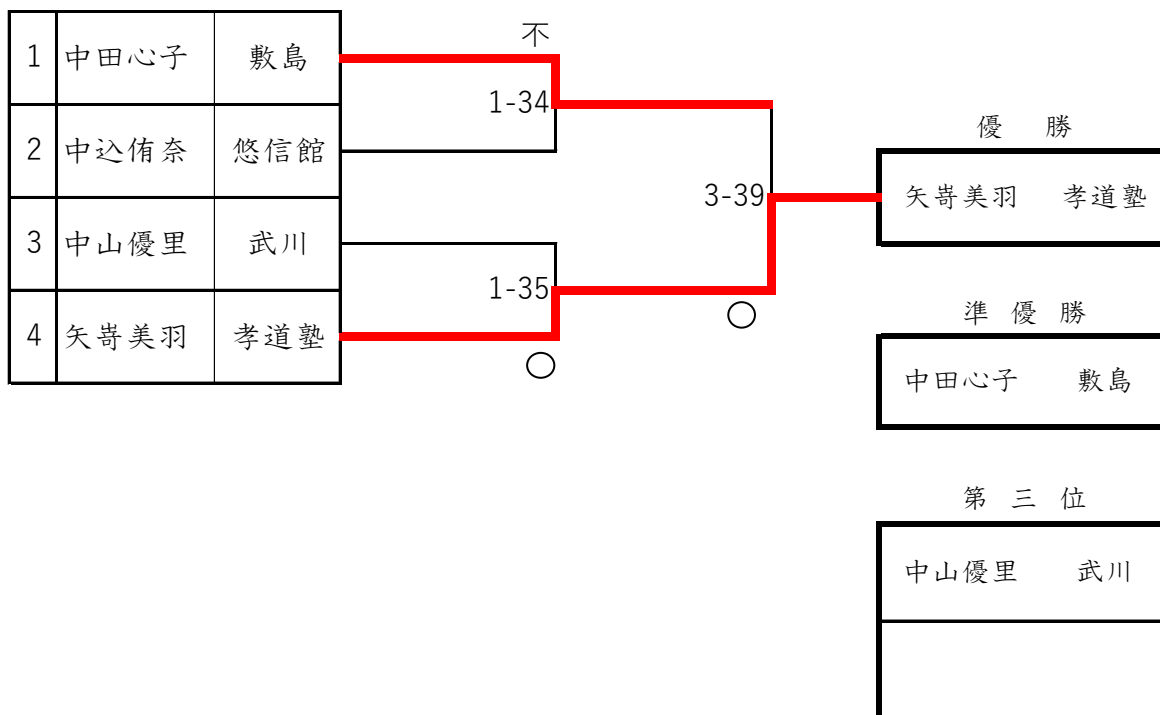 1 中田心子 敷島
2 中込侑奈 悠信館
3 中山優里 武川
4 矢嵜美羽 孝道塾
不
1-34
1-35
○
3-39
○
優 勝
矢嵜美羽 孝道塾
準 優 勝
中田心子 敷島
第 三 位
中山優里 武川